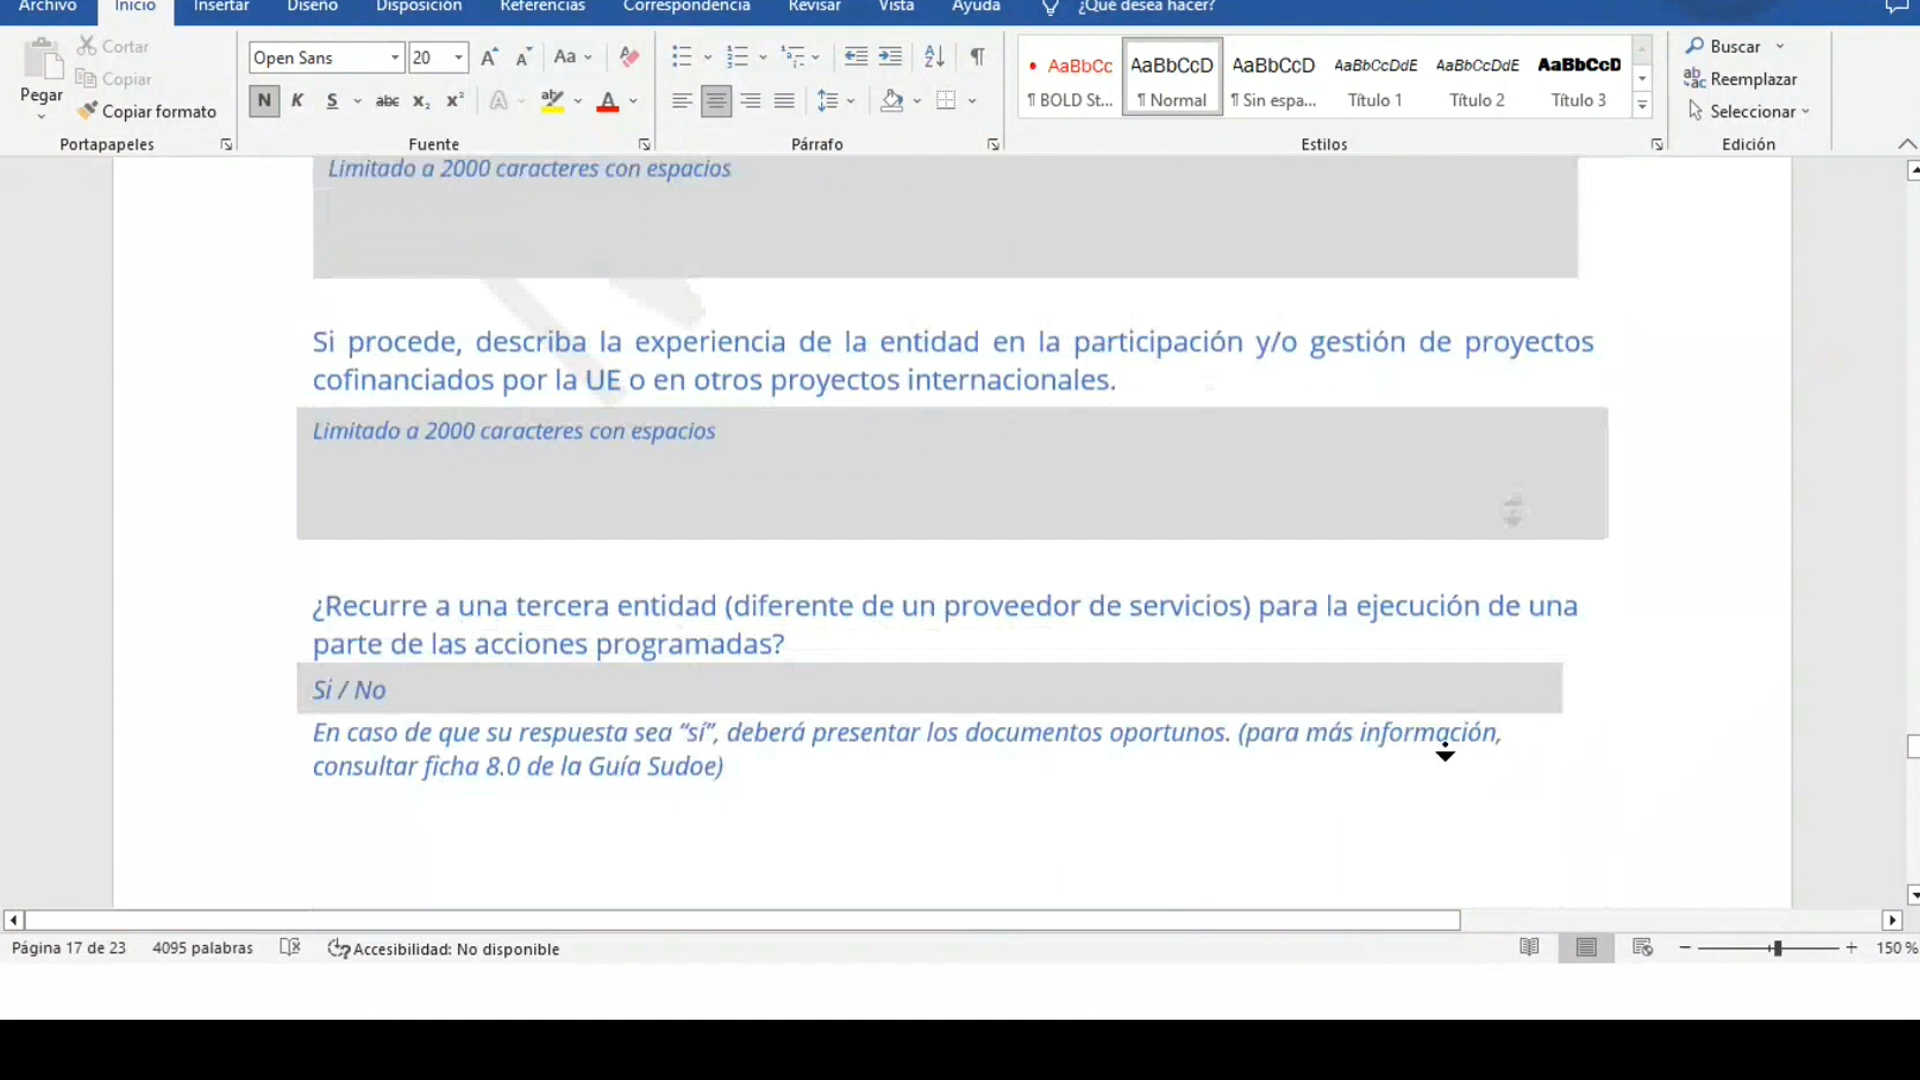 Archivo Inicio Insertar Diseño Disposición Referencias Correspondencia Revisar Vista Ayuda ¿Qué desea hacer?
Pegar
Cortar
Copiar
Copiar formato
Portapapeles
Open Sans 20 Aa
N K S abc x₂ x² A ab A
Fuente
Párrafo
AaBbCc AaBbCcD AaBbCcD AaBbCcDdE AaBbCcDdE AaBbCcD
¶ BOLD St... ¶ Normal ¶ Sin espa... Título 1 Título 2 Título 3
Estilos
Buscar
Reemplazar
Seleccionar
Edición
Limitado a 2000 caracteres con espacios
Si procede, describa la experiencia de la entidad en la participación y/o gestión de proyectos
cofinanciados por la UE o en otros proyectos internacionales.
Limitado a 2000 caracteres con espacios
¿Recurre a una tercera entidad (diferente de un proveedor de servicios) para la ejecución de una
parte de las acciones programadas?
Si / No
En caso de que su respuesta sea “sí”, deberá presentar los documentos oportunos. (para más información,
consultar ficha 8.0 de la Guía Sudoe)
Página 17 de 23 4095 palabras Accesibilidad: No disponible 150 %